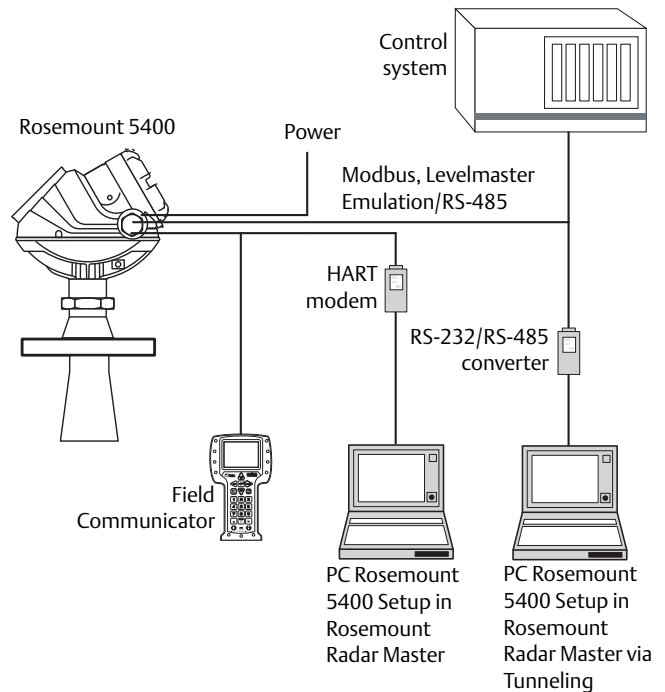 Control
system
Rosemount 5400
Power
Modbus, Levelmaster
Emulation/RS-485
HART
modem
RS-232/RS-485
converter
Field
Communicator
PC Rosemount
5400 Setup in
Rosemount
Radar Master
PC Rosemount
5400 Setup in
Rosemount
Radar Master via
Tunneling